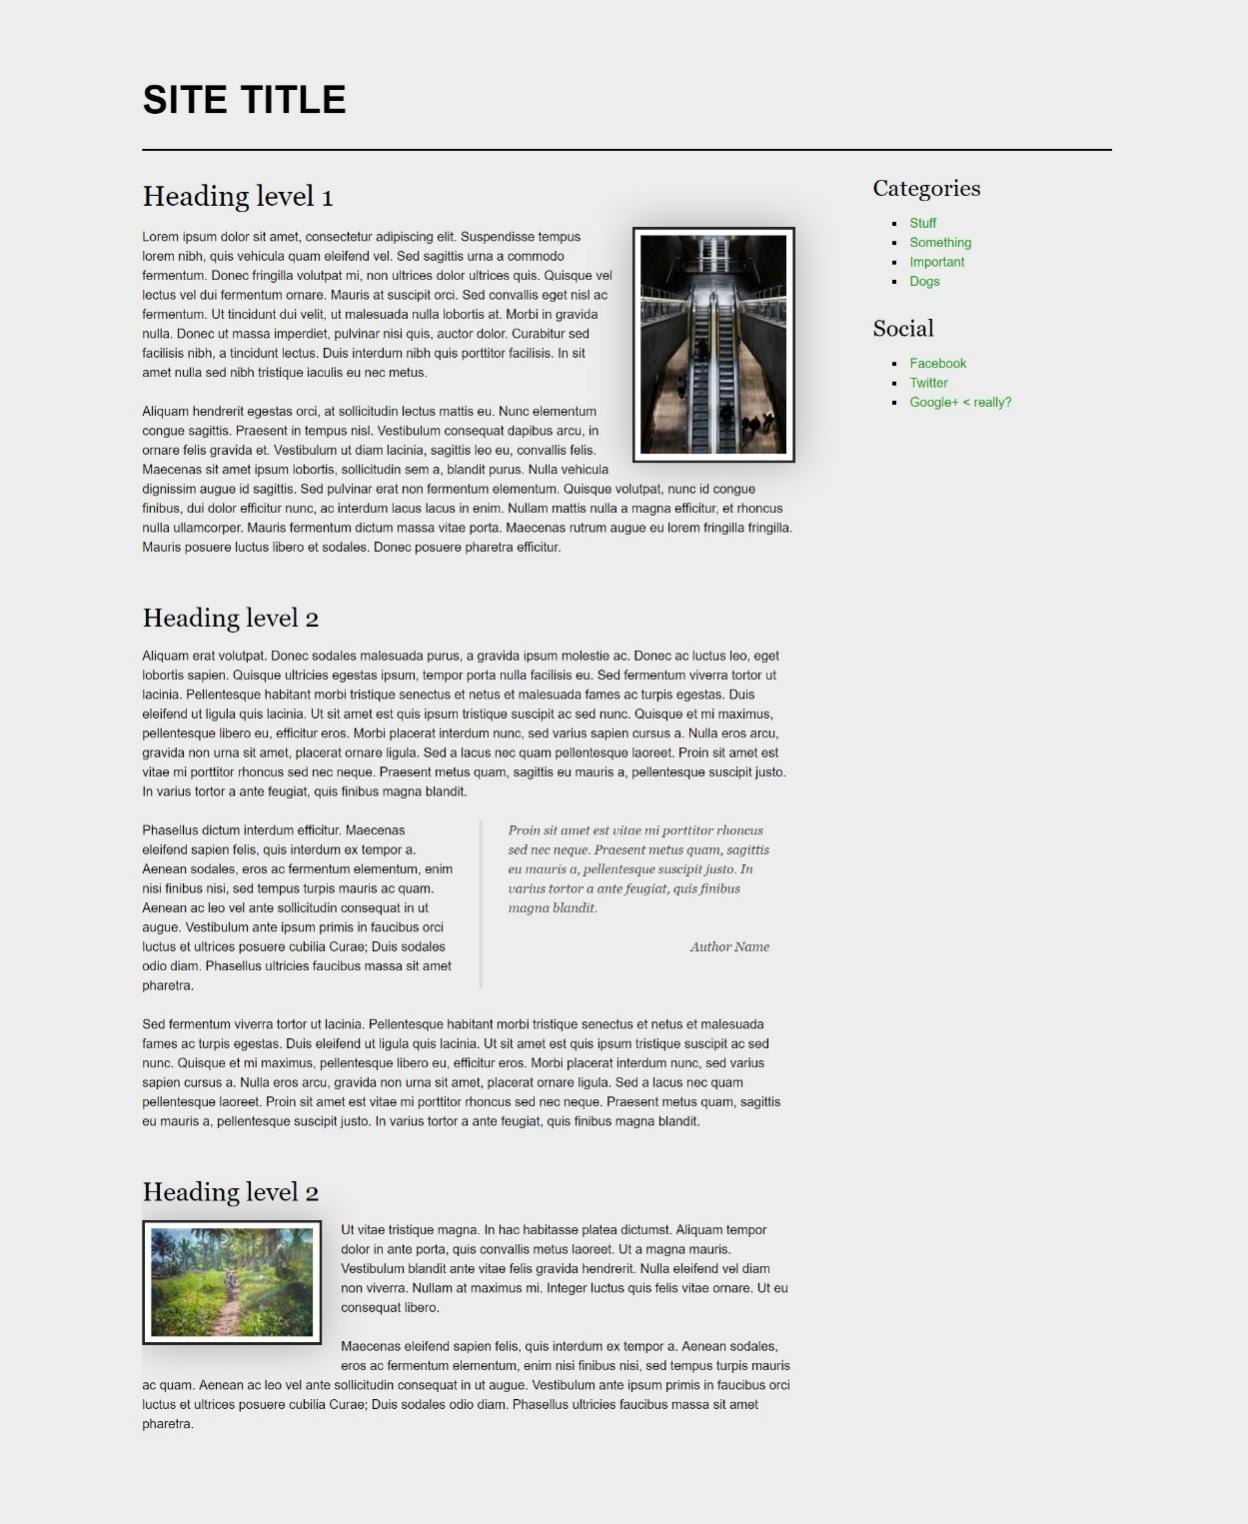 SITE TITLE
Heading level 1
Lorem ipsum dolor sit amet, consectetur adipiscing elit. Suspendisse tempus
lorem nibh, quis vehicula quam eleifend vel. Sed sagittis urna a commodo
fermentum. Donec fringilla volutpat mi, non ultrices dolor ultrices quis. Quisque vel
lectus vel dui fermentum ornare. Mauris at suscipit orci. Sed convallis eget nisl ac
fermentum. Ut tincidunt dui velit, ut malesuada nulla lobortis at. Morbi in gravida
nulla. Donec ut massa imperdiet, pulvinar nisi quis, auctor dolor. Curabitur sed
facilisis nibh, a tincidunt lectus. Duis interdum nibh quis porttitor facilisis. In sit
amet nulla sed nibh tristique iaculis eu nec metus.
Aliquam hendrerit egestas orci, at sollicitudin lectus mattis eu. Nunc elementum
congue sagittis. Praesent in tempus nisl. Vestibulum consequat dapibus arcu, in
ornare felis gravida et. Vestibulum ut diam lacinia, sagittis leo eu, convallis felis.
Maecenas sit amet ipsum lobortis, sollicitudin sem a, blandit purus. Nulla vehicula
dignissim augue id sagittis. Sed pulvinar erat non fermentum elementum. Quisque volutpat, nunc id congue
finibus, dui dolor efficitur nunc, ac interdum lacus lacus in enim. Nullam mattis nulla a magna efficitur, et rhoncus
nulla ullamcorper. Mauris fermentum dictum massa vitae porta. Maecenas rutrum augue eu lorem fringilla fringilla.
Mauris posuere luctus libero et sodales. Donec posuere pharetra efficitur.
Heading level 2
Aliquam erat volutpat. Donec sodales malesuada purus, a gravida ipsum molestie ac. Donec ac luctus leo, eget
lobortis sapien. Quisque ultricies egestas ipsum, tempor porta nulla facilisis eu. Sed fermentum viverra tortor ut
lacinia. Pellentesque habitant morbi tristique senectus et netus et malesuada fames ac turpis egestas. Duis
eleifend ut ligula quis lacinia. Ut sit amet est quis ipsum tristique suscipit ac sed nunc. Quisque et mi maximus,
pellentesque libero eu, efficitur eros. Morbi placerat interdum nunc, sed varius sapien cursus a. Nulla eros arcu,
gravida non urna sit amet, placerat ornare ligula. Sed a lacus nec quam pellentesque laoreet. Proin sit amet est
vitae mi porttitor rhoncus sed nec neque. Praesent metus quam, sagittis eu mauris a, pellentesque suscipit justo.
In varius tortor a ante feugiat, quis finibus magna blandit.
Phasellus dictum interdum efficitur. Maecenas
eleifend sapien felis, quis interdum ex tempor a.
Aenean sodales, eros ac fermentum elementum, enim
nisi finibus nisi, sed tempus turpis mauris ac quam.
Aenean ac leo vel ante sollicitudin consequat in ut
augue. Vestibulum ante ipsum primis in faucibus orci
luctus et ultrices posuere cubilia Curae; Duis sodales
odio diam. Phasellus ultricies faucibus massa sit amet
pharetra.
Proin sit amet est vitae mi porttitor rhoncus
sed nec neque. Praesent metus quam, sagittis
eu mauris a, pellentesque suscipit justo. In
varius tortor a ante feugiat, quis finibus
magna blandit.
Author Name
Sed fermentum viverra tortor ut lacinia. Pellentesque habitant morbi tristique senectus et netus et malesuada
fames ac turpis egestas. Duis eleifend ut ligula quis lacinia. Ut sit amet est quis ipsum tristique suscipit ac sed
nunc. Quisque et mi maximus, pellentesque libero eu, efficitur eros. Morbi placerat interdum nunc, sed varius
sapien cursus a. Nulla eros arcu, gravida non urna sit amet, placerat ornare ligula. Sed a lacus nec quam
pellentesque laoreet. Proin sit amet est vitae mi porttitor rhoncus sed nec neque. Praesent metus quam, sagittis
eu mauris a, pellentesque suscipit justo. In varius tortor a ante feugiat, quis finibus magna blandit.
Heading level 2
Ut vitae tristique magna. In hac habitasse platea dictumst. Aliquam tempor
dolor in ante porta, quis convallis metus laoreet. Ut a magna mauris.
Vestibulum blandit ante vitae felis gravida hendrerit. Nulla eleifend vel diam
non viverra. Nullam at maximus mi. Integer luctus quis felis vitae ornare. Ut eu
consequat libero.
Maecenas eleifend sapien felis, quis interdum ex tempor a. Aenean sodales,
eros ac fermentum elementum, enim nisi finibus nisi, sed tempus turpis mauris
ac quam. Aenean ac leo vel ante sollicitudin consequat in ut augue. Vestibulum ante ipsum primis in faucibus orci
luctus et ultrices posuere cubilia Curae; Duis sodales odio diam. Phasellus ultricies faucibus massa sit amet
pharetra.
Categories
Stuff
Something
Important
Dogs
Social
Facebook
Twitter
Google+ < really?